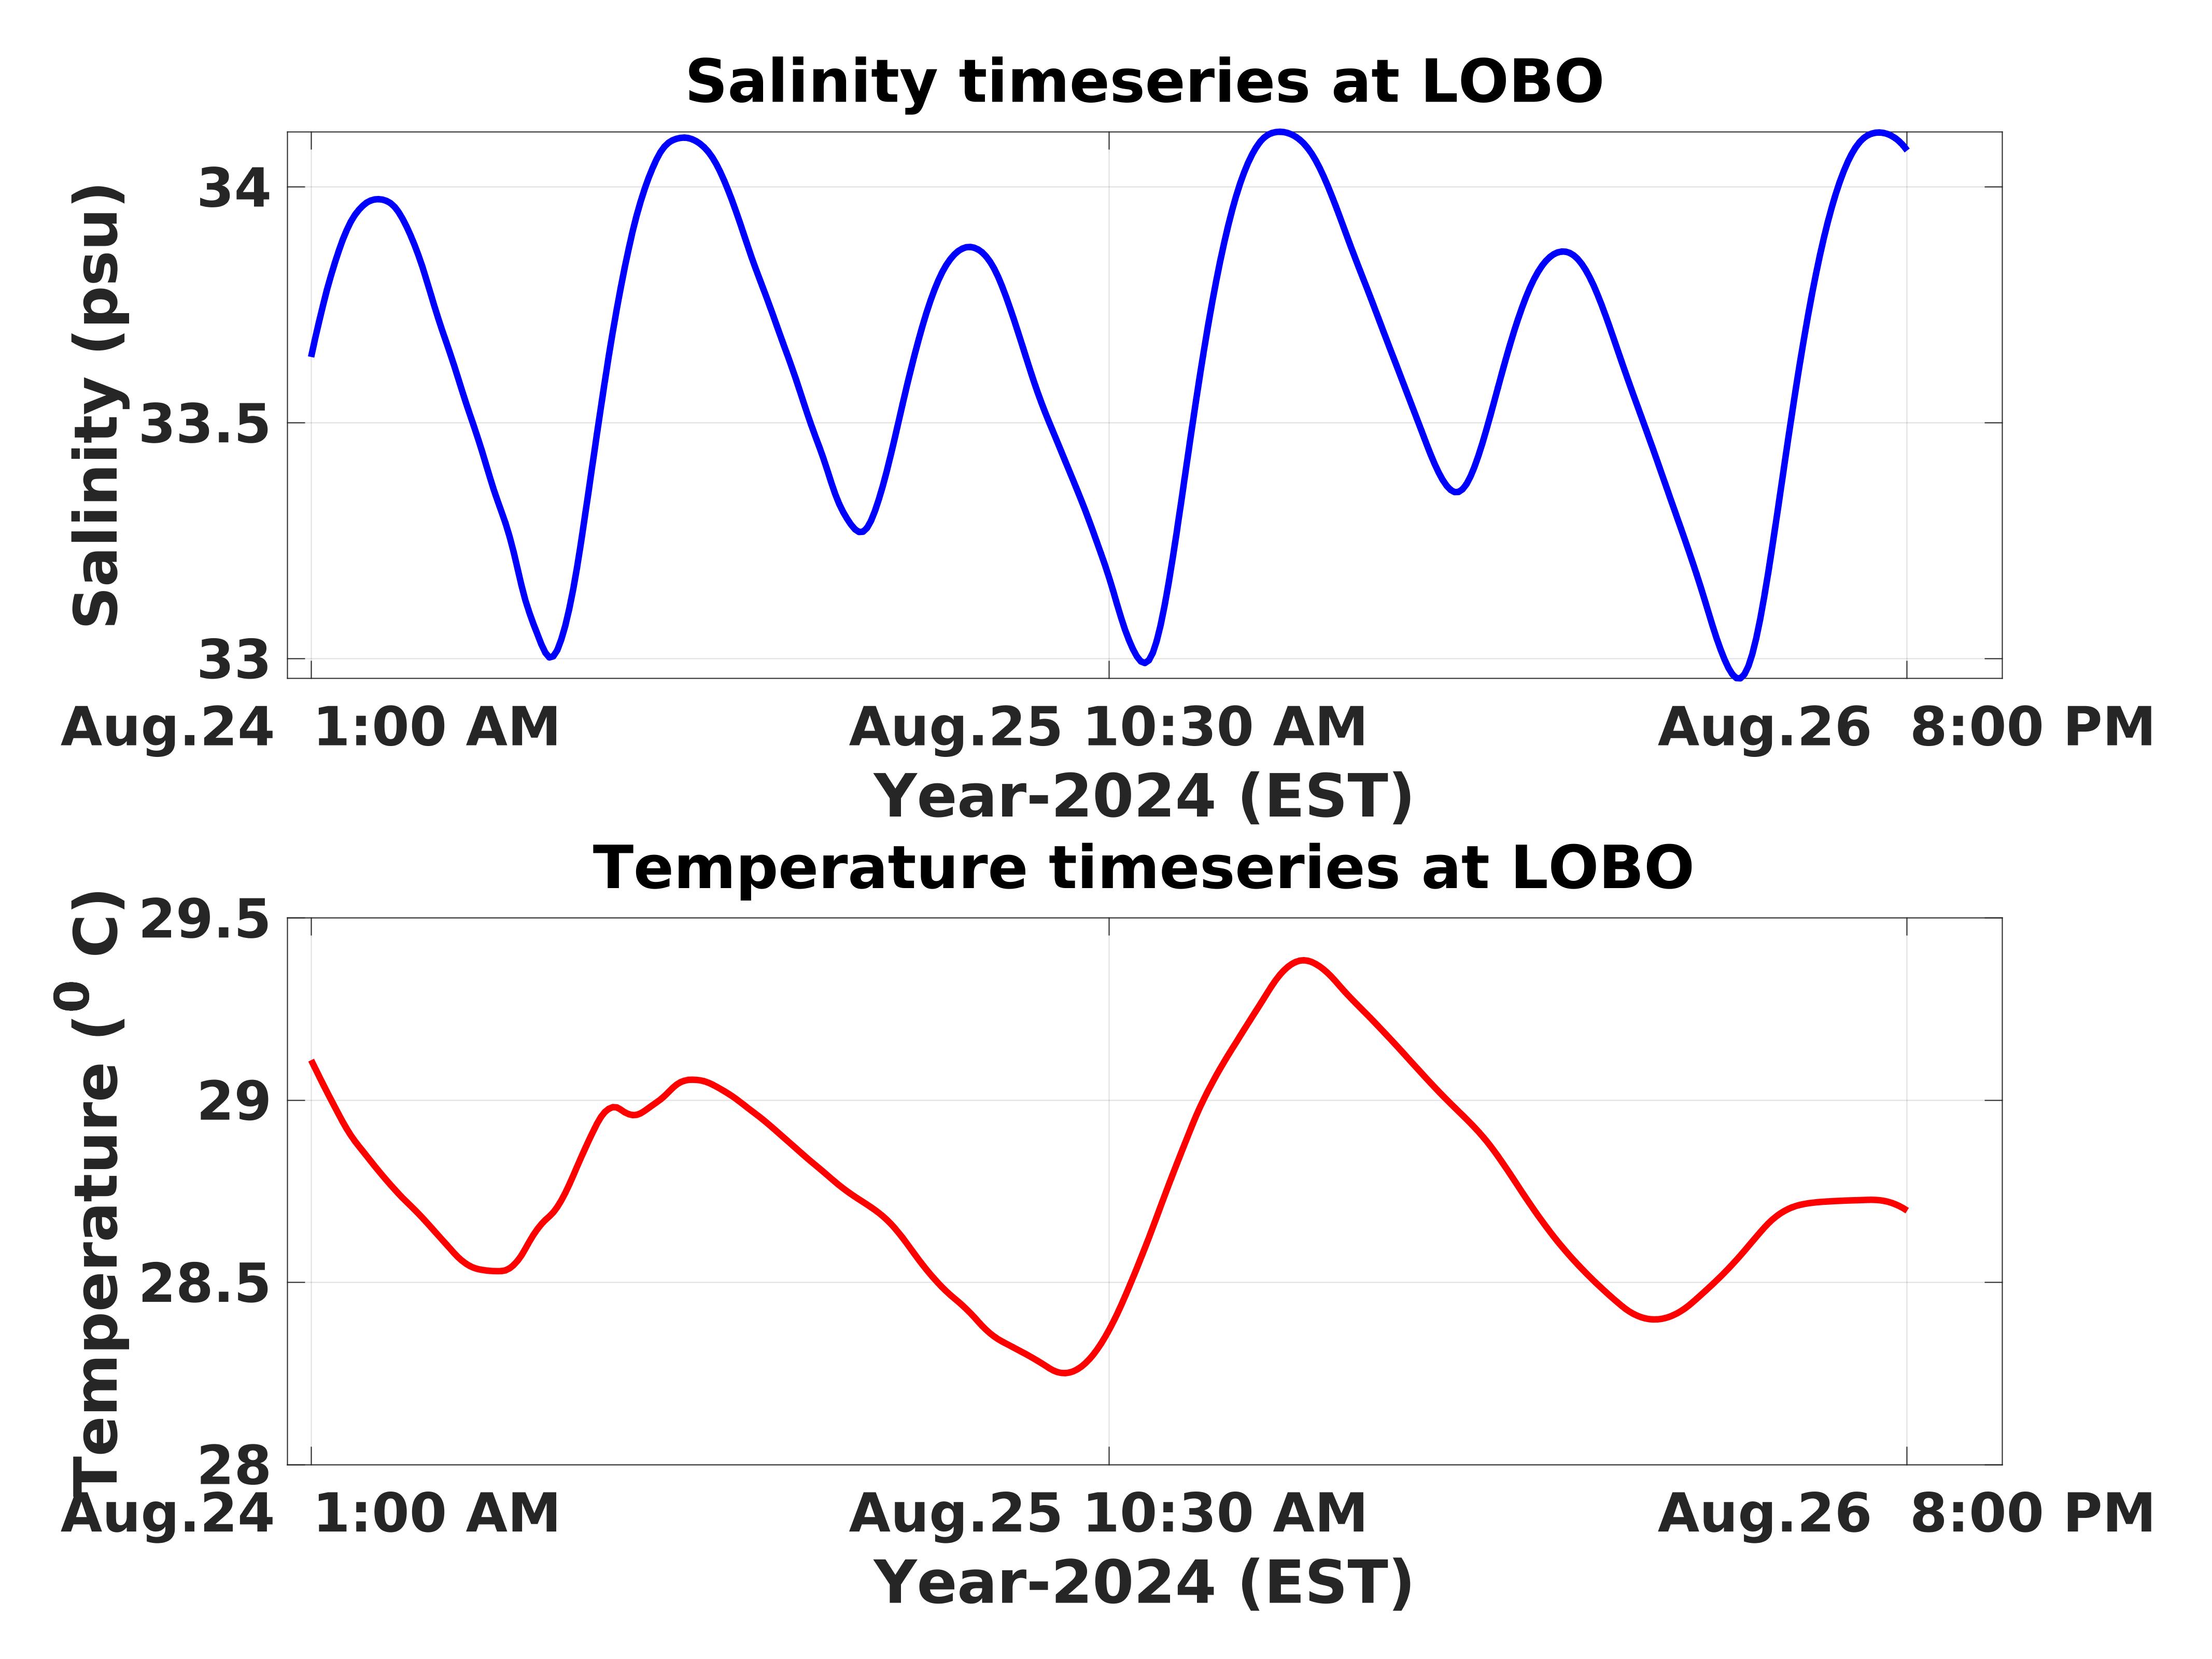 Salinity timeseries at LOBO
Salinity (psu)
34
33.5
33
Aug.24  1:00 AM
Aug.25 10:30 AM
Aug.26  8:00 PM
Year-2024 (EST)
Temperature timeseries at LOBO
Temperature (⁰ C)
29.5
29
28.5
28
Aug.24  1:00 AM
Aug.25 10:30 AM
Aug.26  8:00 PM
Year-2024 (EST)